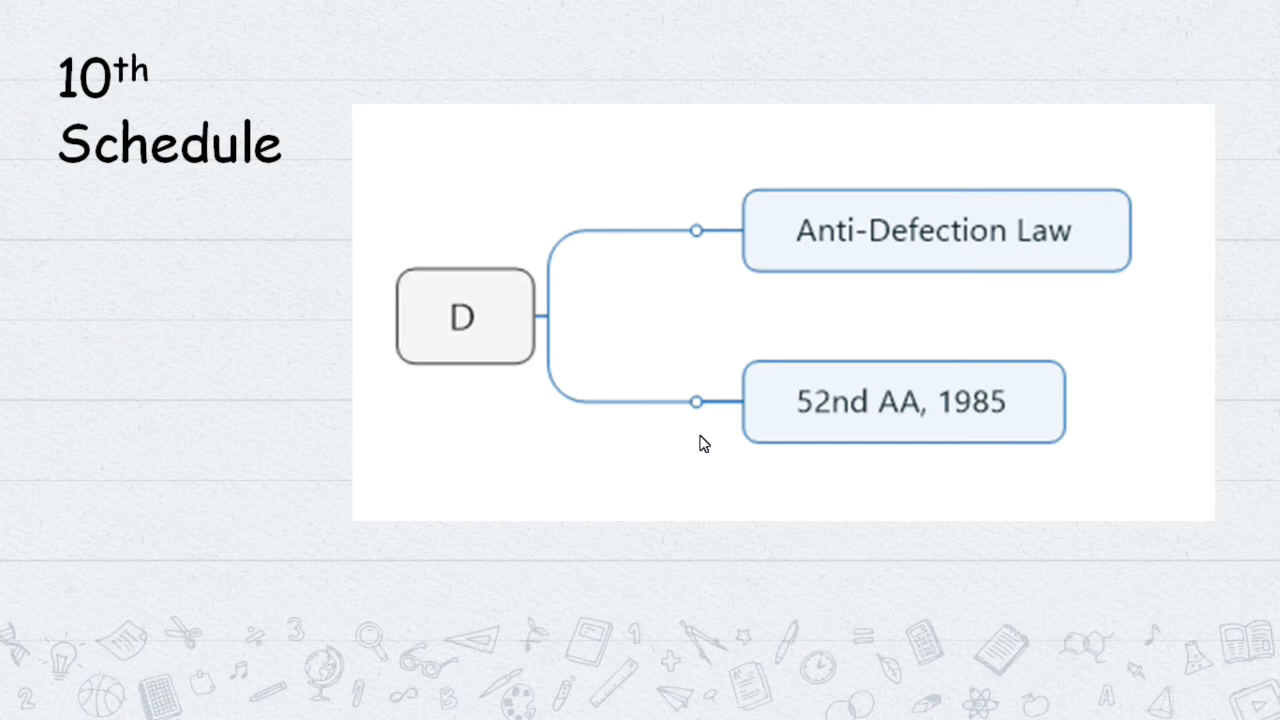 10th
Schedule
Anti-Defection Law
D
52nd AA, 1985